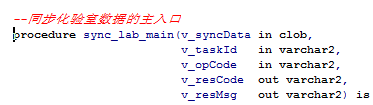 --同步化验室数据的主入口
procedure sync_lab_main(v_syncData in clob,
v_taskId in varchar2,
v_opCode in varchar2,
v_resCode out varchar2,
v_resMsg out varchar2) is